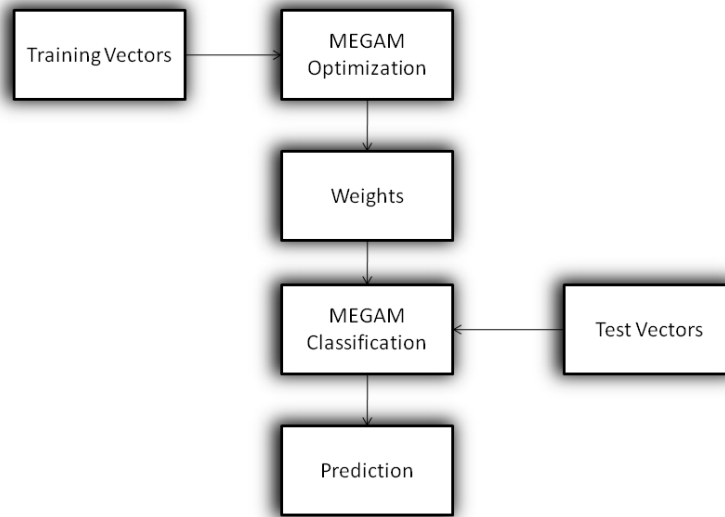 Training Vectors
MEGAM
Optimization
Weights
MEGAM
Classification
Test Vectors
Prediction